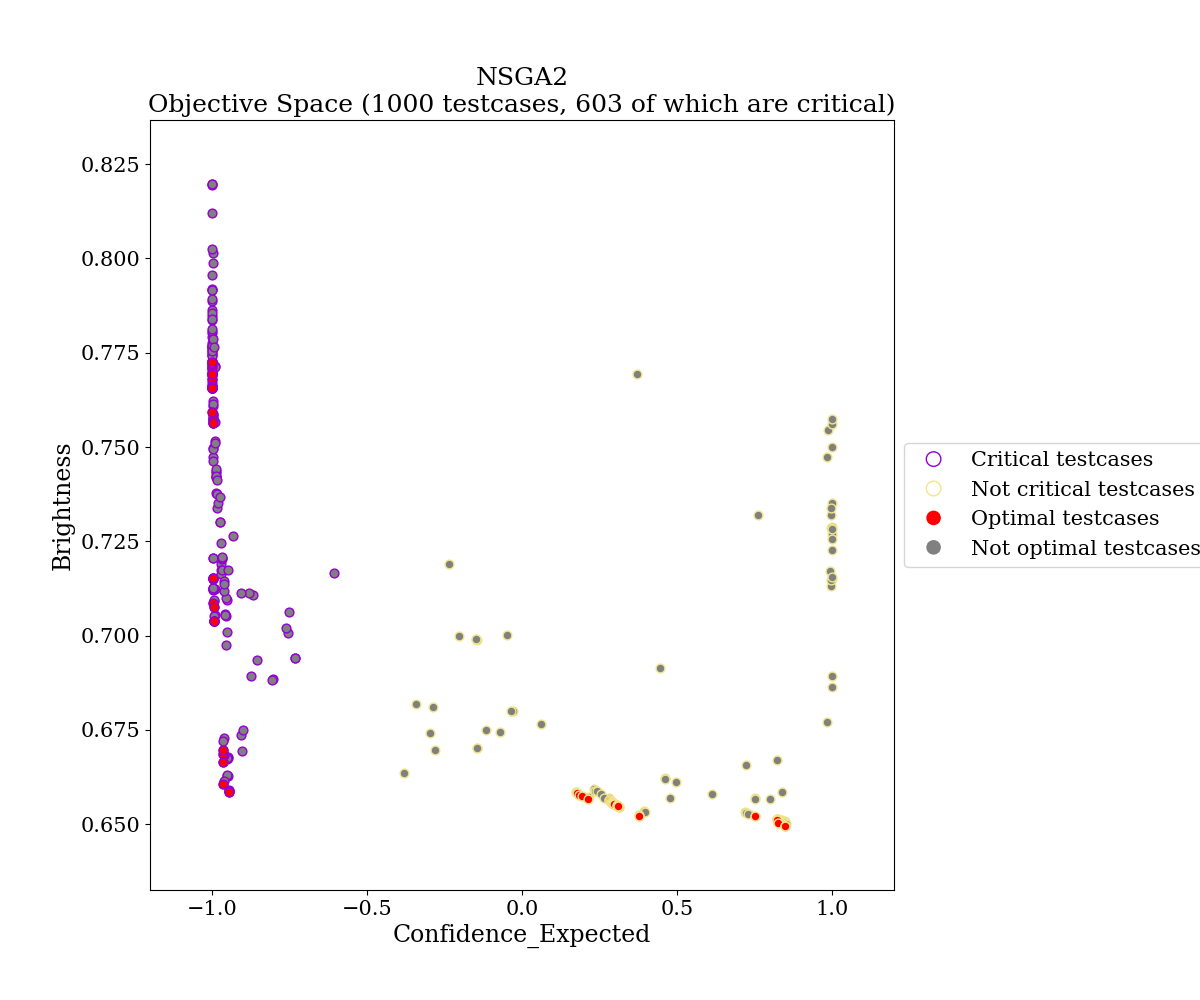 NSGA2
Objective Space (1000 testcases, 603 of which are critical)
0.825
0.800
0.775
0.750
0.725
0.700
0.675
0.650
Brightness
−1.0
−0.5
0.0
0.5
1.0
Confidence_Expected
Critical testcases
Not critical testcases
Optimal testcases
Not optimal testcases